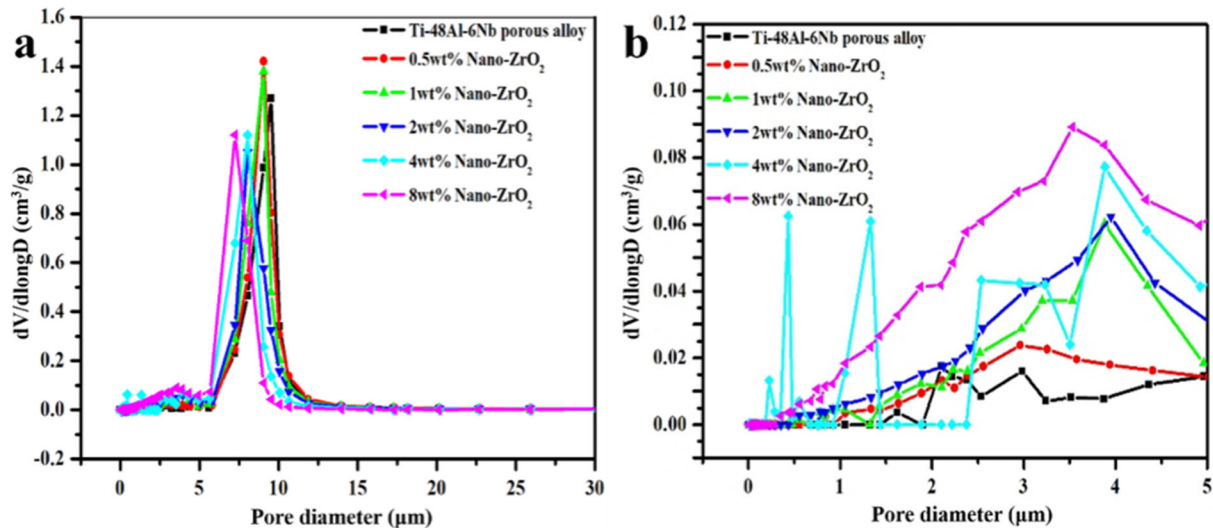 a
1.6
1.4
1.2
1.0
0.8
0.6
0.4
0.2
0.0
-0.2
dV/dlongD (cm³/g)
Ti-48Al-6Nb porous alloy
0.5wt% Nano-ZrO₂
1wt% Nano-ZrO₂
2wt% Nano-ZrO₂
4wt% Nano-ZrO₂
8wt% Nano-ZrO₂
0 5 10 15 20 25 30
Pore diameter (μm)
b
0.12
0.10
0.08
0.06
0.04
0.02
0.00
dV/dlongD (cm³/g)
Ti-48Al-6Nb porous alloy
0.5wt% Nano-ZrO₂
1wt% Nano-ZrO₂
2wt% Nano-ZrO₂
4wt% Nano-ZrO₂
8wt% Nano-ZrO₂
0 1 2 3 4 5
Pore diameter (μm)